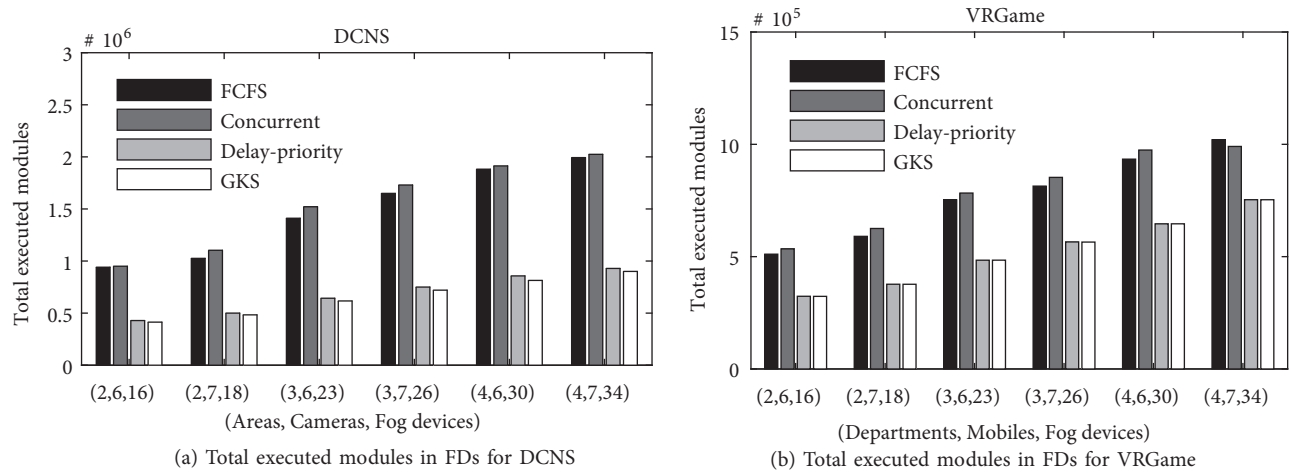 DCNS
# 10^6
3
2.5
2
1.5
1
0.5
0
Total executed modules
FCFS
Concurrent
Delay-priority
GKS
(2,6,16) (2,7,18) (3,6,23) (3,7,26) (4,6,30) (4,7,34)
(Areas, Cameras, Fog devices)
(a) Total executed modules in FDs for DCNS
VRGame
# 10^5
15
10
5
0
Total executed modules
FCFS
Concurrent
Delay-priority
GKS
(2,6,16) (2,7,18) (3,6,23) (3,7,26) (4,6,30) (4,7,34)
(Departments, Mobiles, Fog devices)
(b) Total executed modules in FDs for VRGame